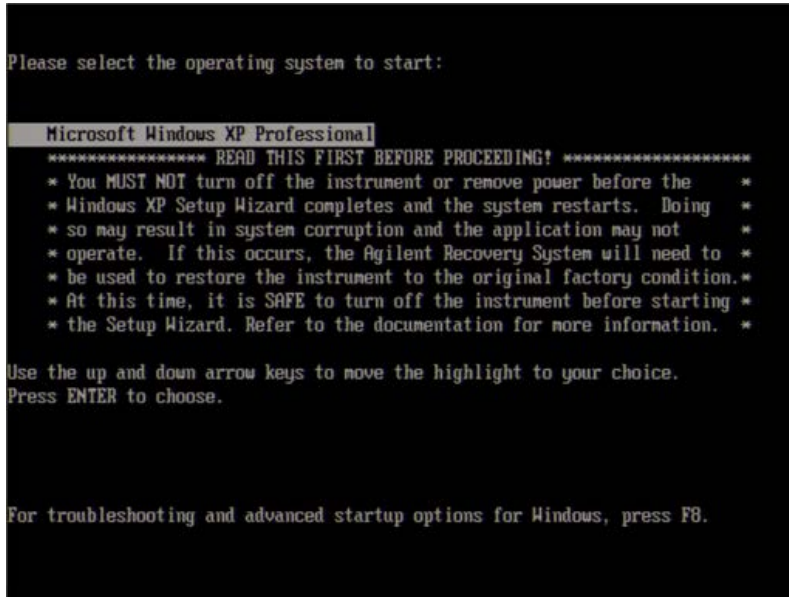 Please select the operating system to start:
Microsoft Windows XP Professional
**************** READ THIS FIRST BEFORE PROCEEDING! *******************
* You MUST NOT turn off the instrument or remove power before the *
* Windows XP Setup Wizard completes and the system restarts. Doing *
* so may result in system corruption and the application may not *
* operate. If this occurs, the Agilent Recovery System will need to *
* be used to restore the instrument to the original factory condition.*
* At this time, it is SAFE to turn off the instrument before starting *
* the Setup Wizard. Refer to the documentation for more information. *
Use the up and down arrow keys to move the highlight to your choice.
Press ENTER to choose.
For troubleshooting and advanced startup options for Windows, press F8.